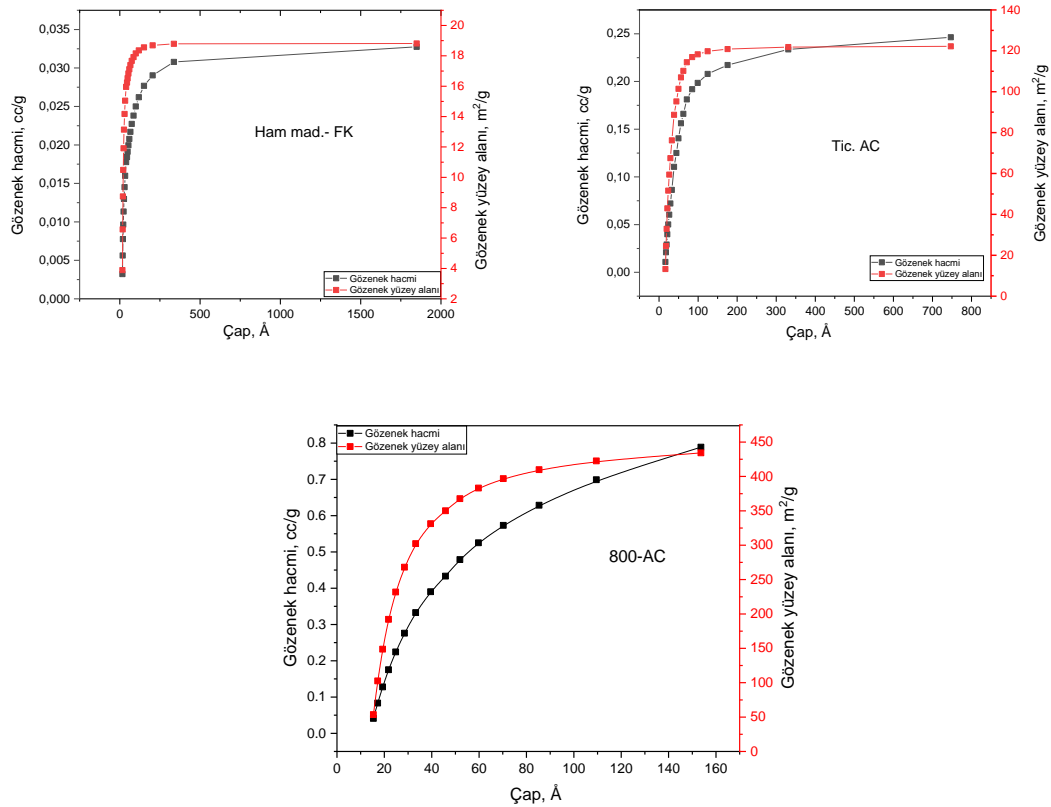 Gözenek hacmi, cc/g
0,035
0,030
0,025
0,020
0,015
0,010
0,005
0,000
Ham mad.- FK
Gözenek hacmi
Gözenek yüzey alanı
20
18
16
14
12
10
8
6
4
2
Gözenek yüzey alanı, m²/g
0 500 1000 1500 2000
Çap, Å
Gözenek hacmi, cc/g
0,25
0,20
0,15
0,10
0,05
0,00
Tic. AC
Gözenek hacmi
Gözenek yüzey alanı
140
120
100
80
60
40
20
0
Gözenek yüzey alanı, m²/g
0 100 200 300 400 500 600 700 800
Çap, Å
Gözenek hacmi, cc/g
0.8
0.7
0.6
0.5
0.4
0.3
0.2
0.1
0.0
Gözenek hacmi
Gözenek yüzey alanı
800-AC
450
400
350
300
250
200
150
100
50
0
Gözenek yüzey alanı, m²/g
0 20 40 60 80 100 120 140 160
Çap, Å